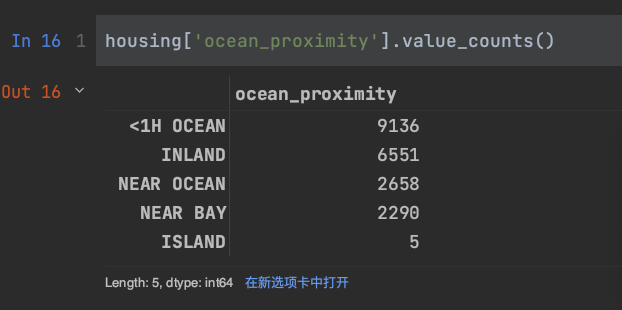 In 16 1 housing['ocean_proximity'].value_counts()
Out 16
ocean_proximity
<1H OCEAN 9136
INLAND 6551
NEAR OCEAN 2658
NEAR BAY 2290
ISLAND 5
Length: 5, dtype: int64 在新选项卡中打开